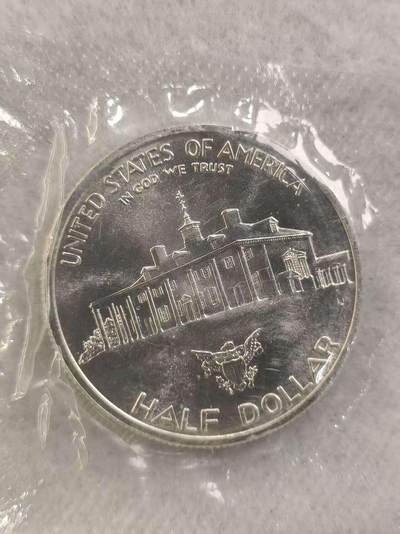 UNITED STATES OF AMERICA
IN GOD WE TRUST
HALF DOLLAR